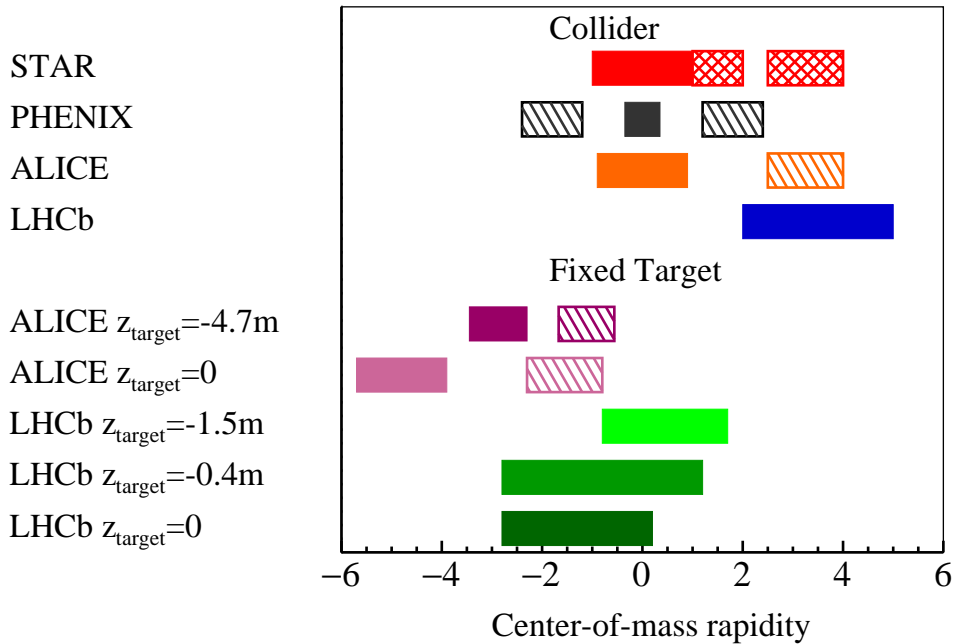 Collider
STAR
PHENIX
ALICE
LHCb
Fixed Target
ALICE z_target=-4.7m
ALICE z_target=0
LHCb z_target=-1.5m
LHCb z_target=-0.4m
LHCb z_target=0
−6 −4 −2 0 2 4 6
Center-of-mass rapidity